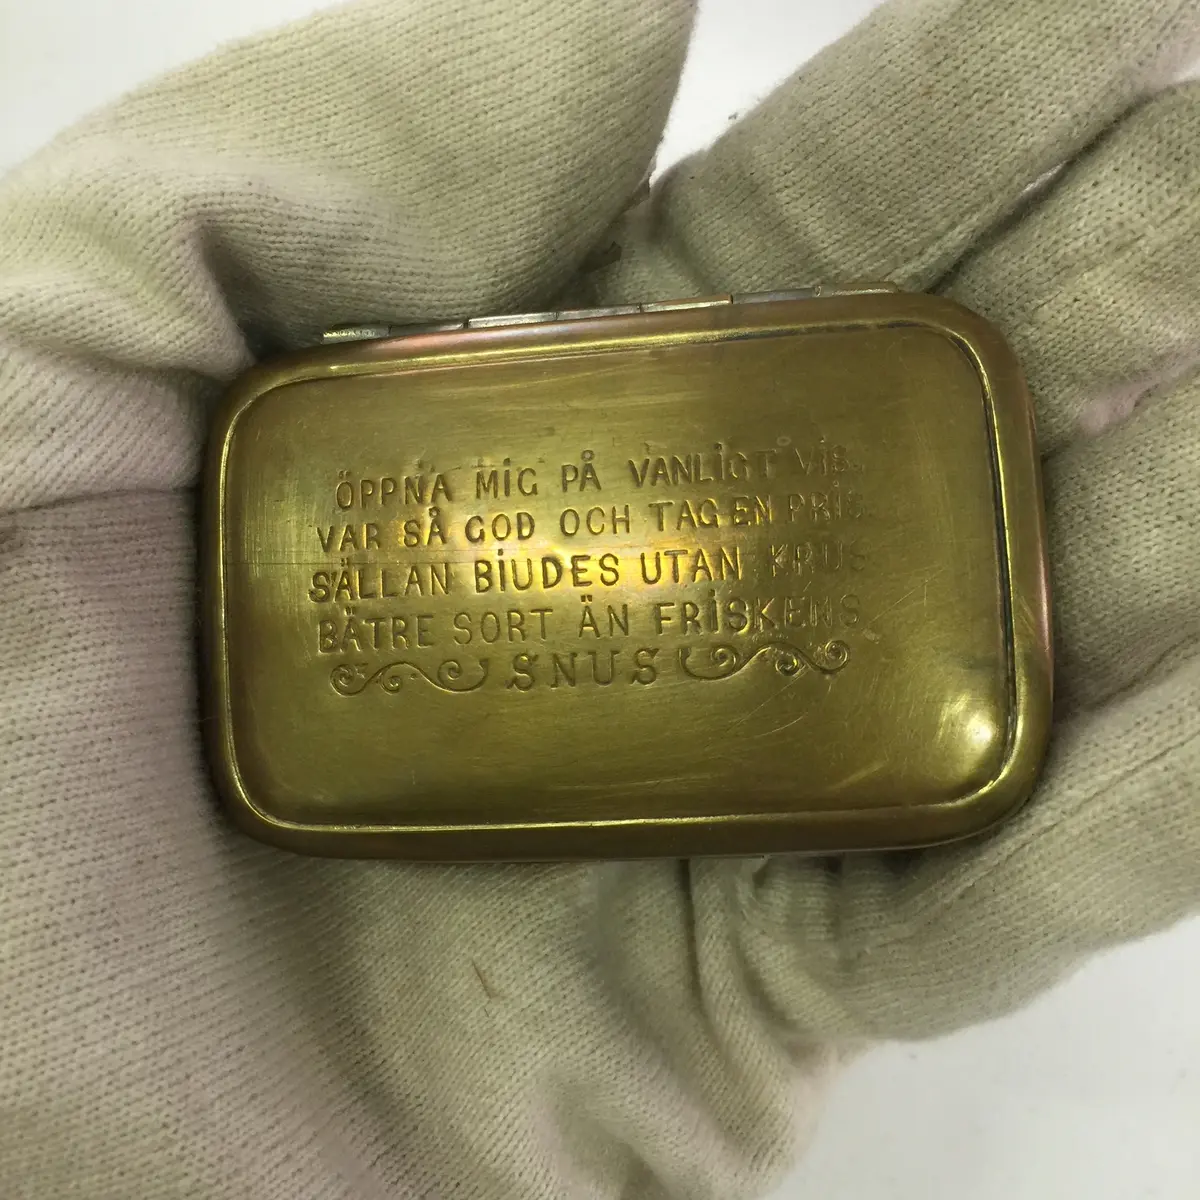 ÖPPNA MIG PÅ VANLIGT VIS.
VAR SÅ GOD OCH TAG EN PRIS.
SÄLLAN BIUDES UTAN KRUS
BÄTRE SORT ÄN FRISKENS
SNUS